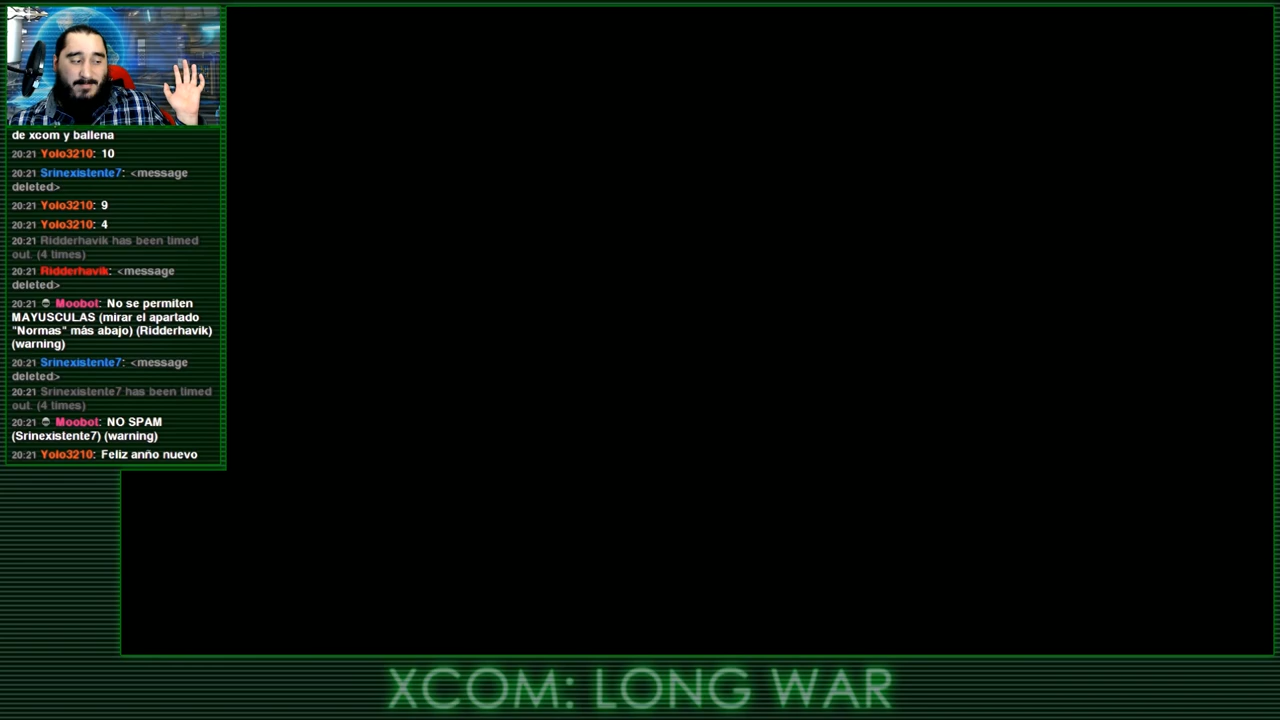 de xcom y ballena
20:21 Yolo3210: 10
20:21 Srinexistente7: <message
deleted>
20:21 Yolo3210: 9
20:21 Yolo3210: 4
20:21 Ridderhavik has been timed
out. (4 times)
20:21 Ridderhavik: <message
deleted>
20:21 Moobot: No se permiten
MAYUSCULAS (mirar el apartado
"Normas" más abajo) (Ridderhavik)
(warning)
20:21 Srinexistente7: <message
deleted>
20:21 Srinexistente7 has been timed
out. (4 times)
20:21 Moobot: NO SPAM
(Srinexistente7) (warning)
20:21 Yolo3210: Feliz anño nuevo
XCOM: LONG WAR